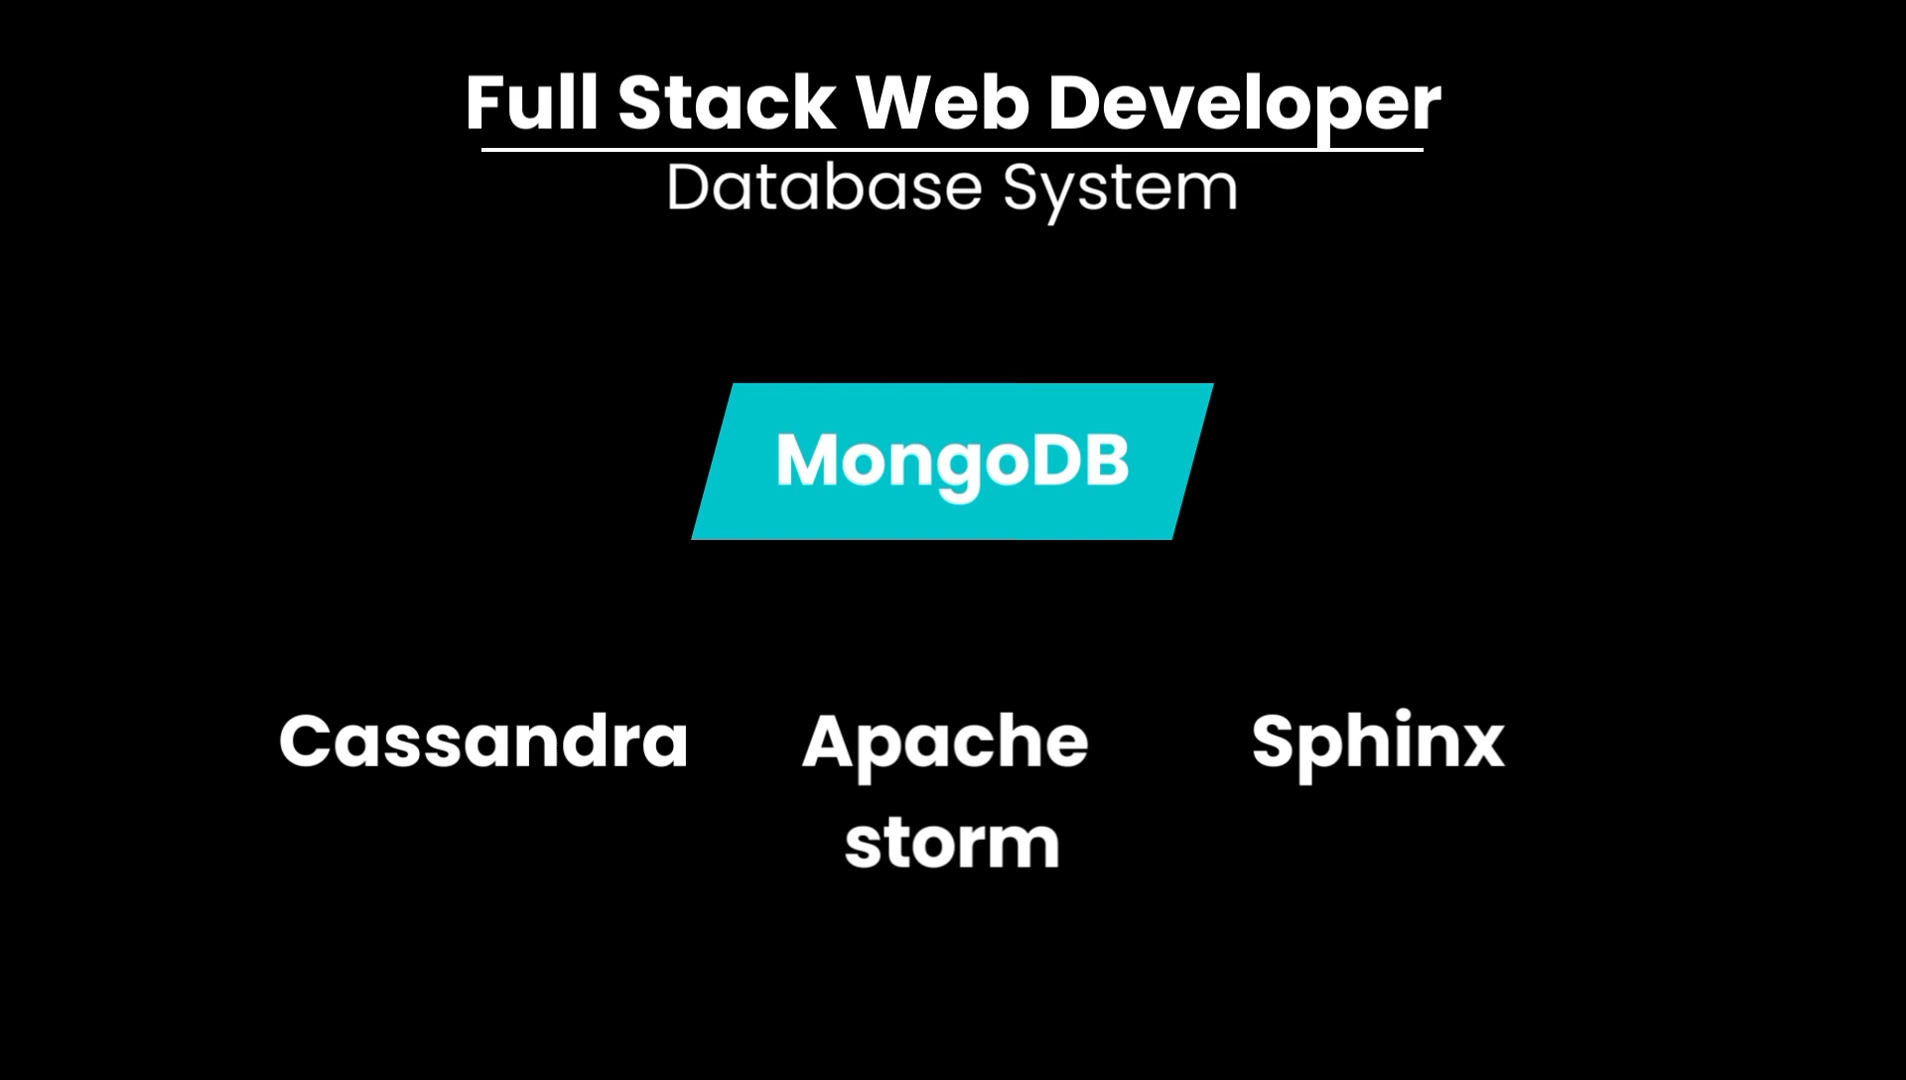 Full Stack Web Developer
Database System
MongoDB
Cassandra
Apache
storm
Sphinx